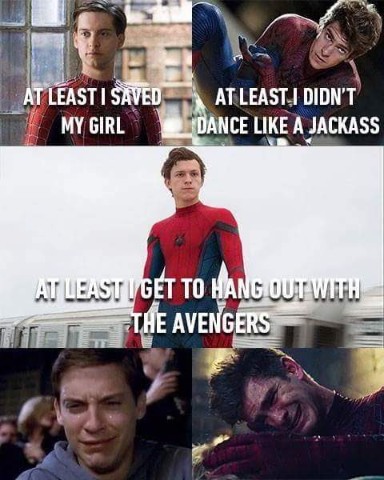 AT LEAST I SAVED
MY GIRL
AT LEAST I DIDN'T
DANCE LIKE A JACKASS
AT LEAST I GET TO HANG OUT WITH
THE AVENGERS